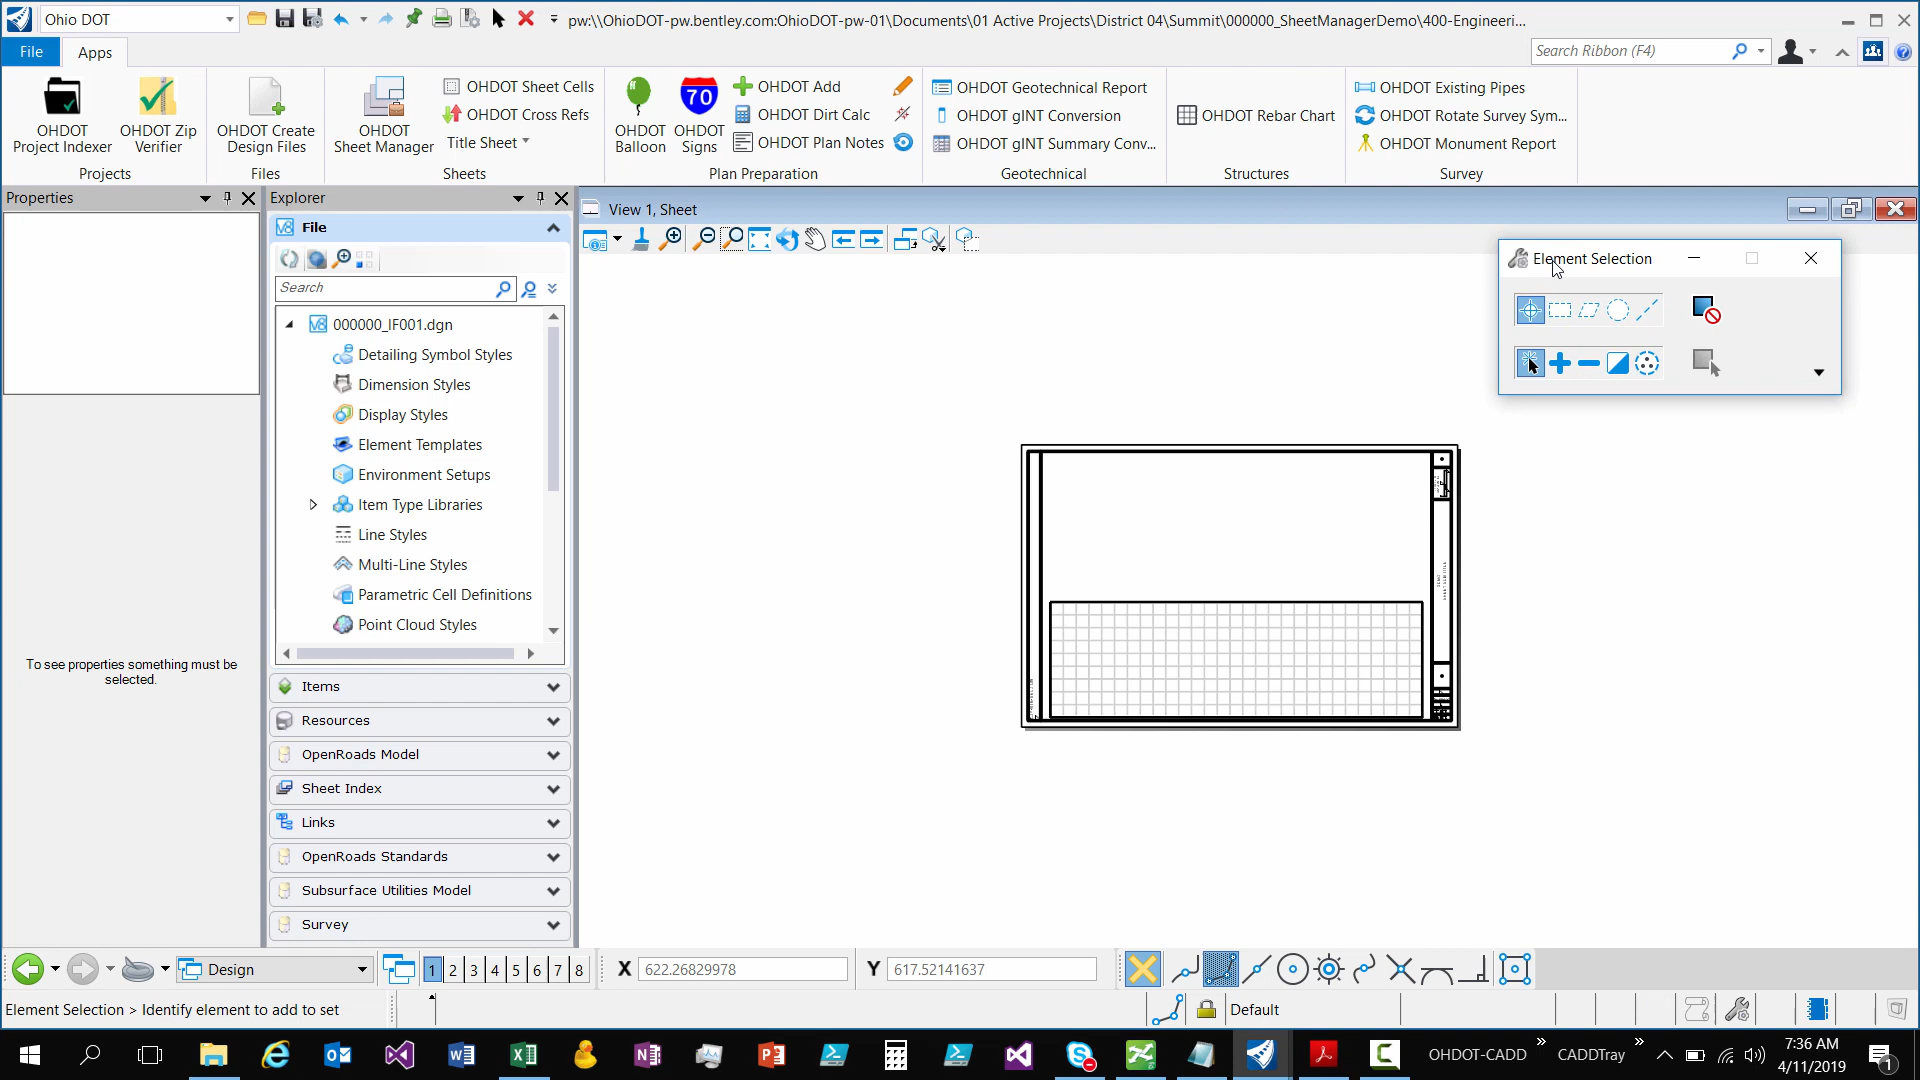 Ohio DOT
pw:\\OhioDOT-pw.bentley.com:OhioDOT-pw-01\Documents\01 Active Projects\District 04\Summit\000000_SheetManagerDemo\400-Engineeri...
File
Apps
Search Ribbon (F4)
OHDOT Project Indexer
OHDOT Zip Verifier
Projects
OHDOT Create Design Files
Files
OHDOT Sheet Manager
OHDOT Sheet Cells
OHDOT Cross Refs
Title Sheet
Sheets
OHDOT Balloon
70
OHDOT Signs
OHDOT Add
OHDOT Dirt Calc
OHDOT Plan Notes
Plan Preparation
OHDOT Geotechnical Report
OHDOT gINT Conversion
OHDOT gINT Summary Conv...
Geotechnical
OHDOT Rebar Chart
Structures
OHDOT Existing Pipes
OHDOT Rotate Survey Sym...
OHDOT Monument Report
Survey
Properties
To see properties something must be
selected.
Explorer
File
Search
000000_IF001.dgn
Detailing Symbol Styles
Dimension Styles
Display Styles
Element Templates
Environment Setups
Item Type Libraries
Line Styles
Multi-Line Styles
Parametric Cell Definitions
Point Cloud Styles
Items
Resources
OpenRoads Model
Sheet Index
Links
OpenRoads Standards
Subsurface Utilities Model
Survey
View 1, Sheet
Element Selection
Design
1 2 3 4 5 6 7 8
X 622.26829978
Y 617.52141637
Element Selection > Identify element to add to set
Default
OHDOT-CADD
CADDTray
7:36 AM
4/11/2019
1